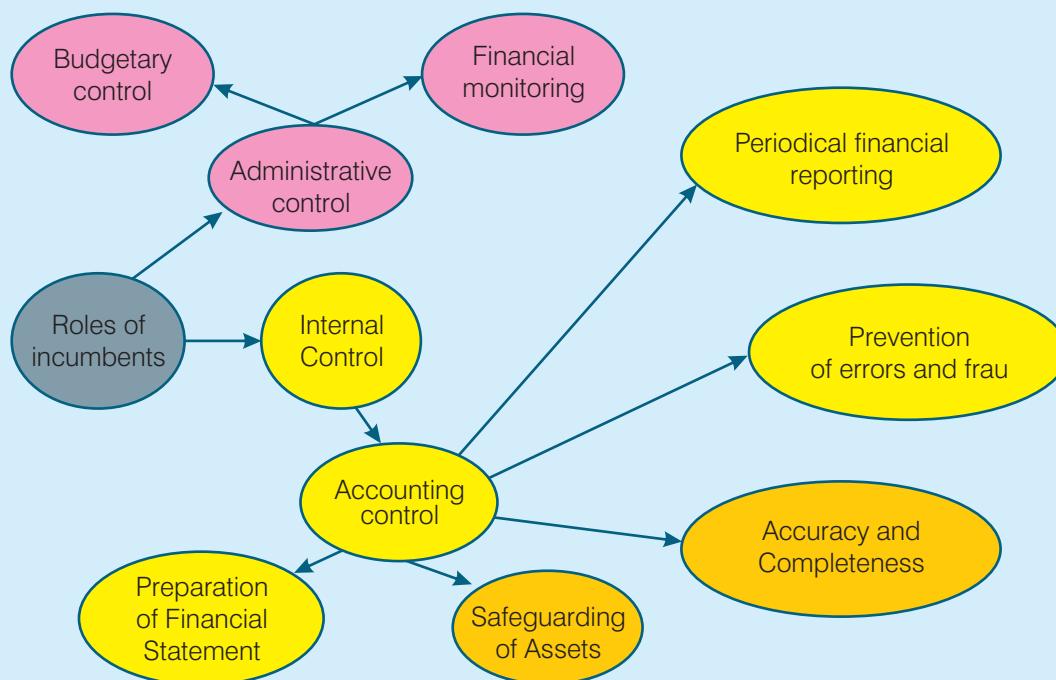 Budgetary
control
Financial
monitoring
Administrative
control
Periodical financial
reporting
Roles of
incumbents
Internal
Control
Prevention
of errors and frau
Accounting
control
Accuracy and
Completeness
Preparation
of Financial
Statement
Safeguarding
of Assets